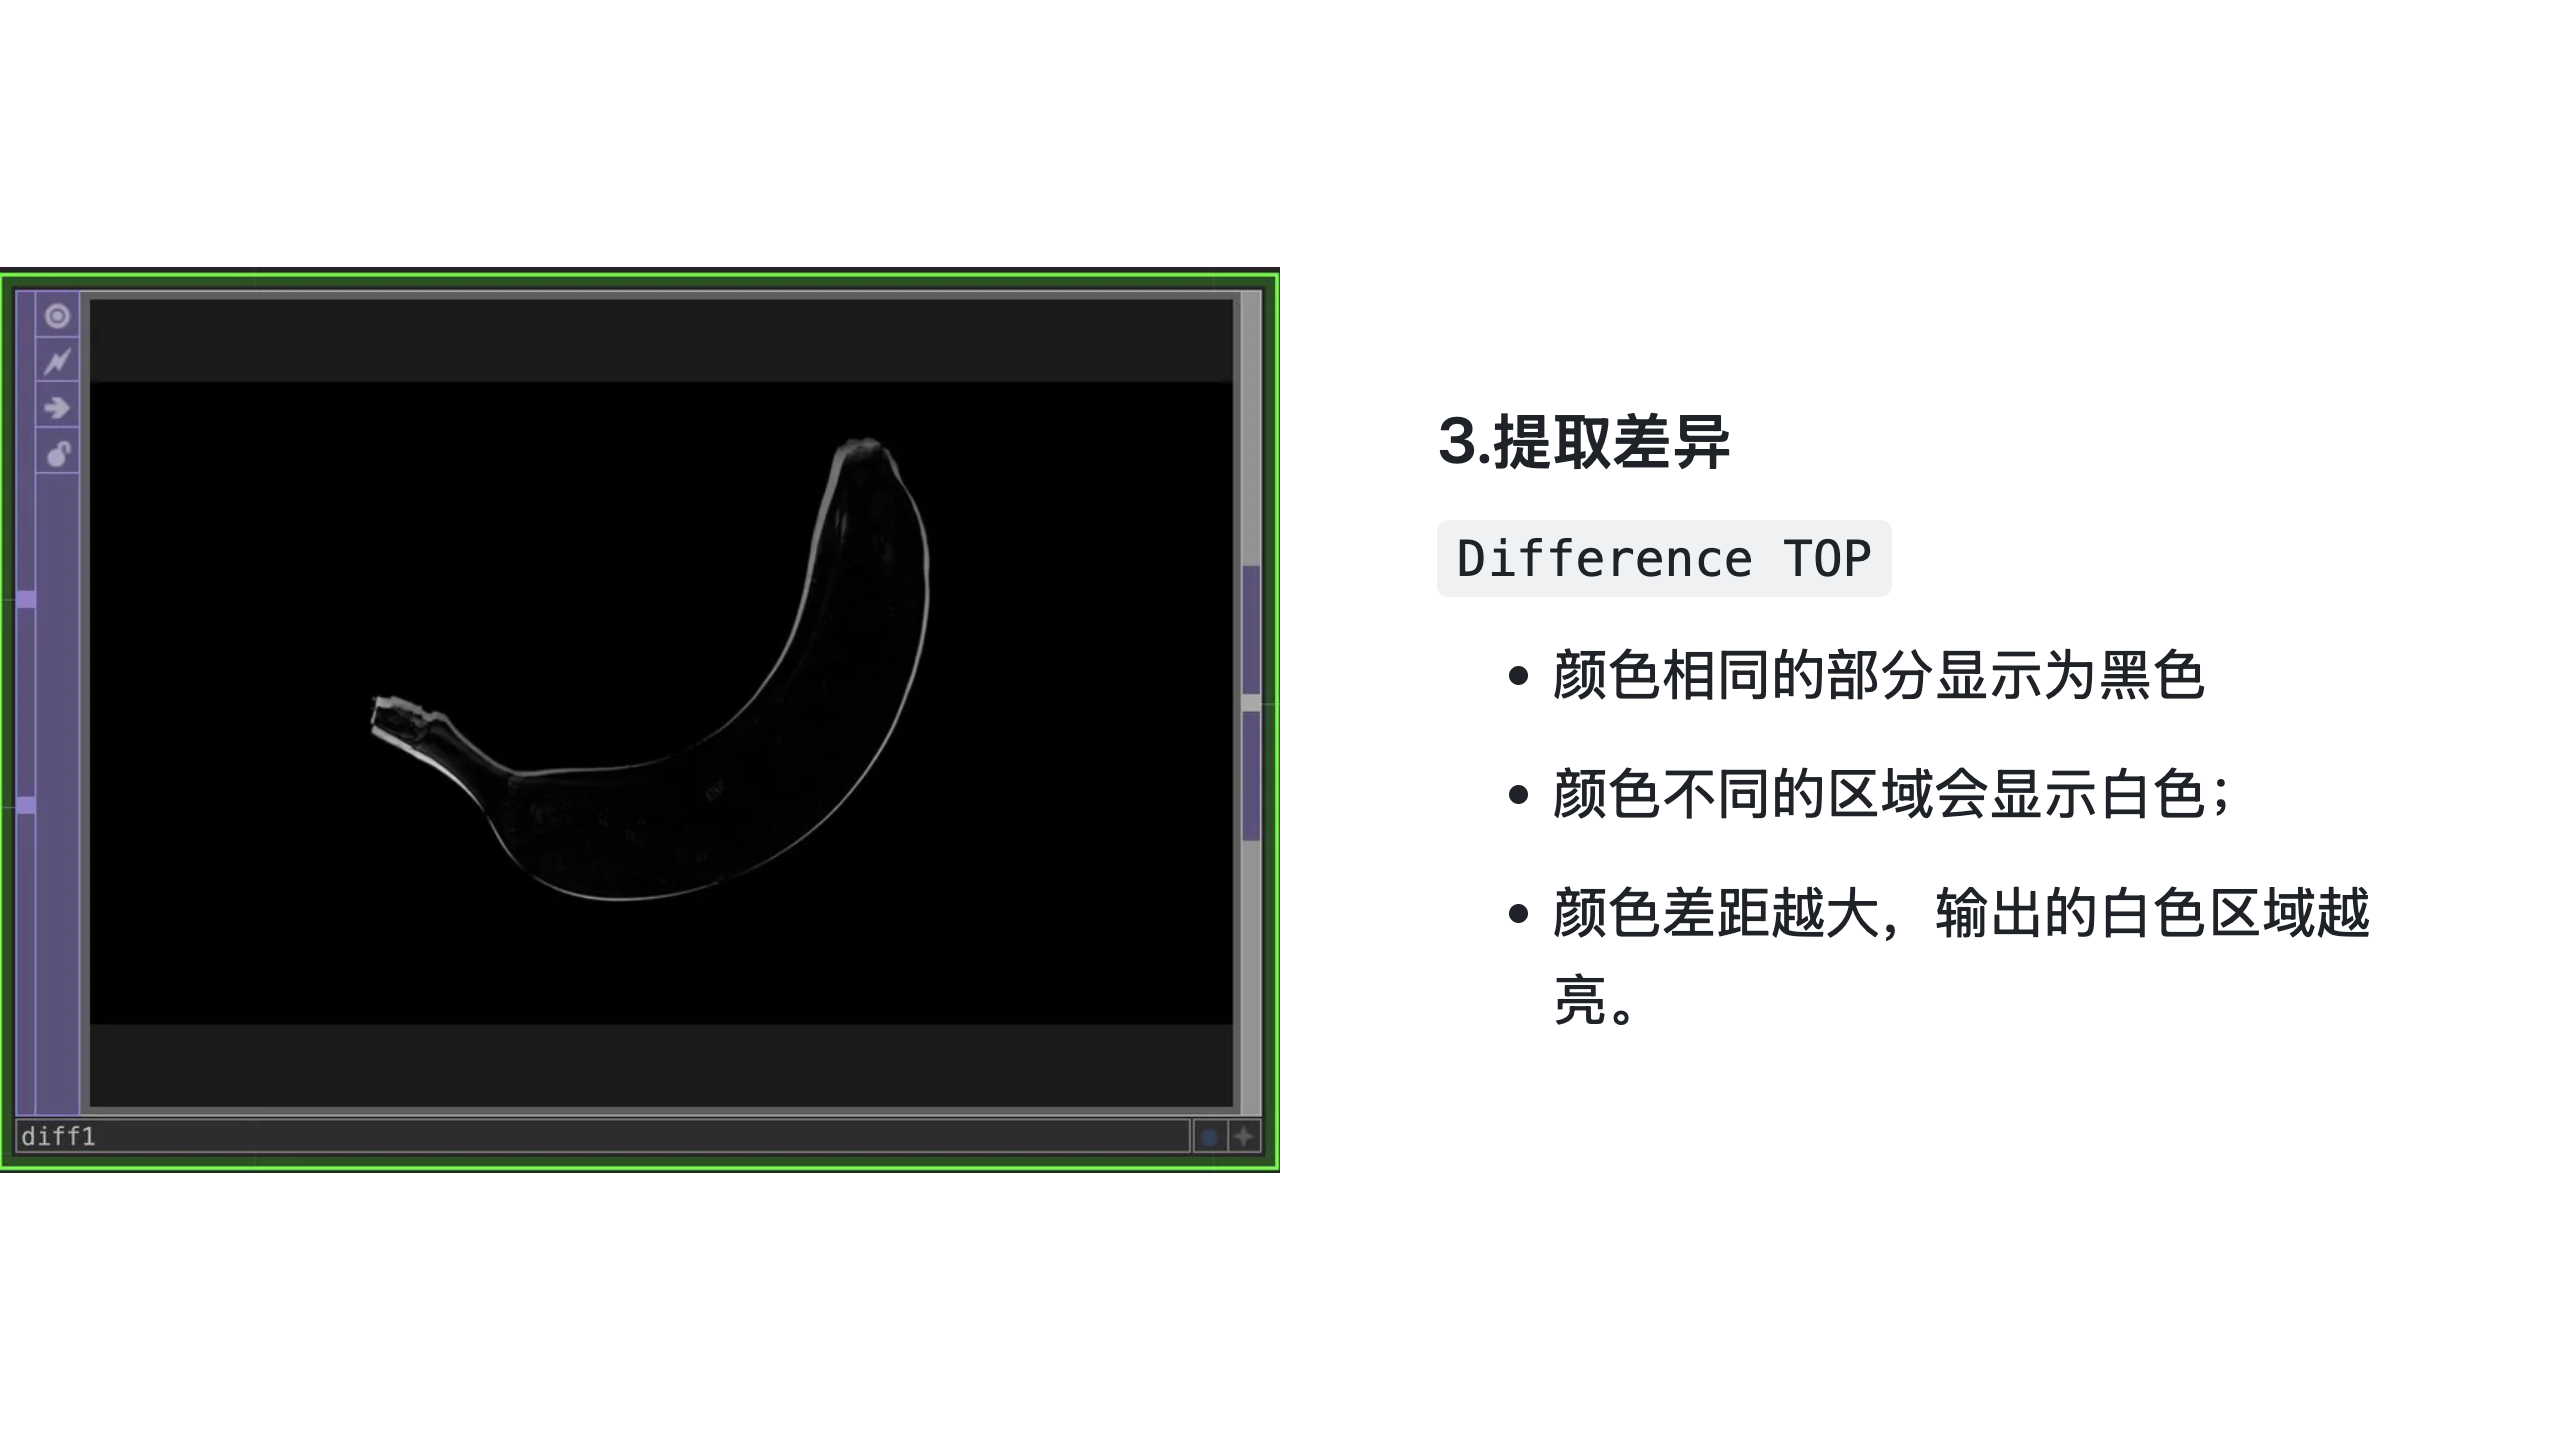 diff1
3.提取差异
Difference TOP
颜色相同的部分显示为黑色
颜色不同的区域会显示白色；
颜色差距越大，输出的白色区域越
亮。